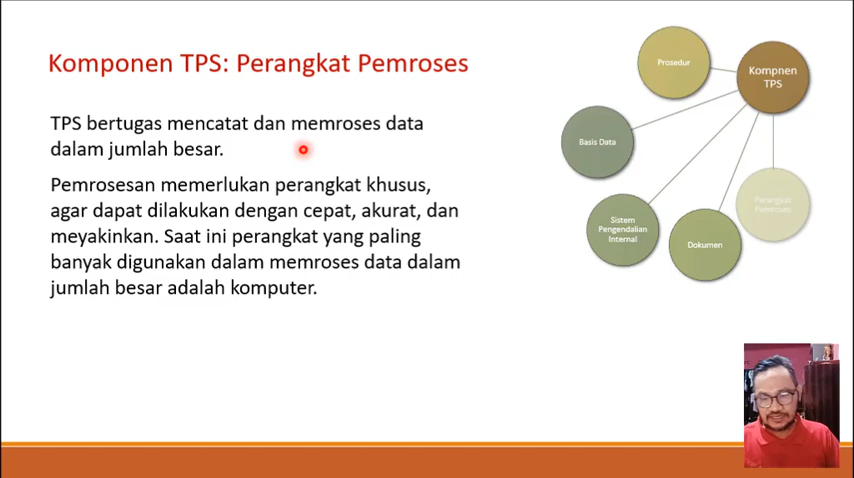 Komponen TPS: Perangkat Pemroses
TPS bertugas mencatat dan memroses data
dalam jumlah besar.
Pemrosesan memerlukan perangkat khusus,
agar dapat dilakukan dengan cepat, akurat, dan
meyakinkan. Saat ini perangkat yang paling
banyak digunakan dalam memroses data dalam
jumlah besar adalah komputer.
Prosedur
Kompnen
TPS
Basis Data
Sistem
Pengendalian
Internal
Dokumen
Perangkat
Pemroses